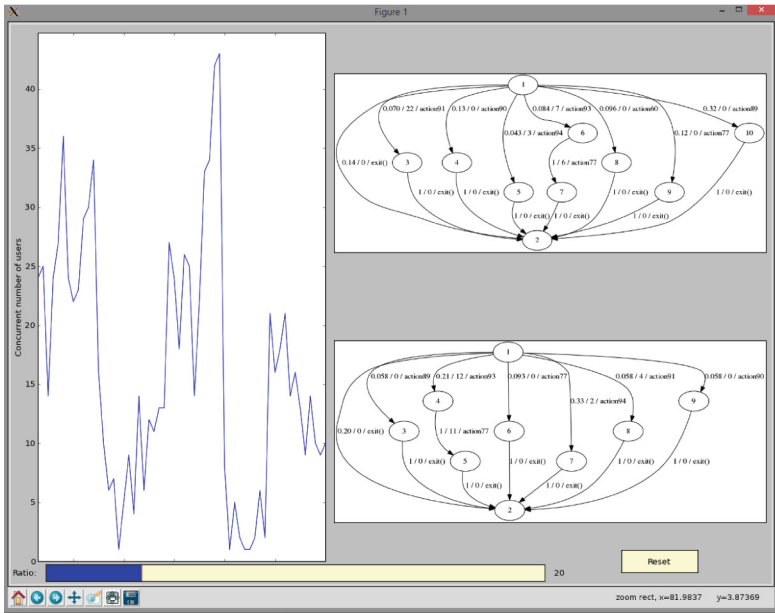 Figure 1
Concurrent number of users
40
35
30
25
20
15
10
5
0
1
0.070 / 22 / action91
0.13 / 0 / action90
0.084 / 7 / action93
0.096 / 0 / action60
0.32 / 0 / action89
0.043 / 3 / action94
6
0.12 / 0 / action77
10
0.14 / 0 / exit()
3
4
1 / 6 / action77
8
1 / 0 / exit()
1 / 0 / exit()
5
7
1 / 0 / exit()
9
1 / 0 / exit()
1 / 0 / exit()
1 / 0 / exit()
1 / 0 / exit()
2
1
0.058 / 0 / action89
0.21 / 12 / action93
0.093 / 0 / action77
0.058 / 4 / action91
0.058 / 0 / action90
4
0.33 / 2 / action94
9
0.20 / 0 / exit()
3
1 / 11 / action77
6
8
1 / 0 / exit()
5
1 / 0 / exit()
7
1 / 0 / exit()
1 / 0 / exit()
1 / 0 / exit()
1 / 0 / exit()
2
Ratio:
20
Reset
zoom rect, x=81.9837 y=3.87369